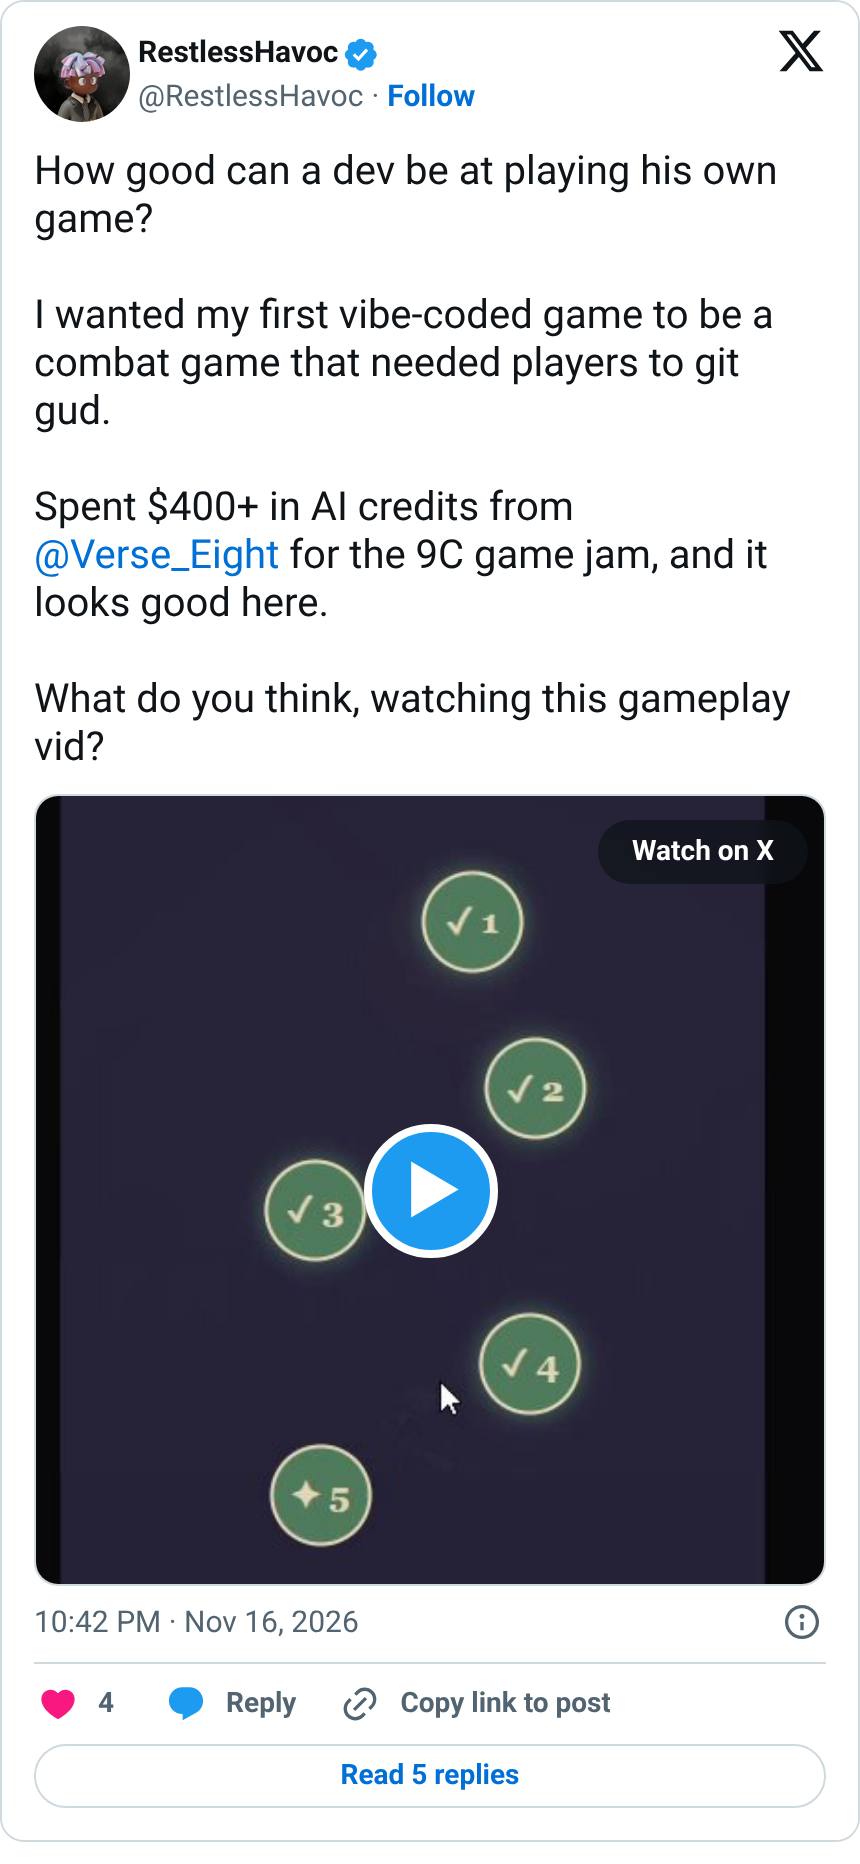 RestlessHavoc
@RestlessHavoc · Follow
How good can a dev be at playing his own
game?
I wanted my first vibe-coded game to be a
combat game that needed players to git
gud.
Spent $400+ in AI credits from
@Verse_Eight for the 9C game jam, and it
looks good here.
What do you think, watching this gameplay
vid?
Watch on X
✓ 1
✓ 2
✓ 3
✓ 4
✦ 5
10:42 PM · Nov 16, 2026
4 Reply Copy link to post
Read 5 replies